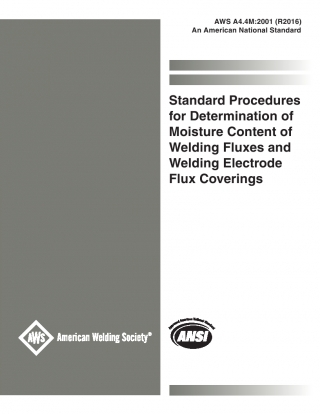 AWS A4.4M:2001 (R2016)
An American National Standard
Standard Procedures
for Determination of
Moisture Content of
Welding Fluxes and
Welding Electrode
Flux Coverings
AWS American Welding Society®
ANSI